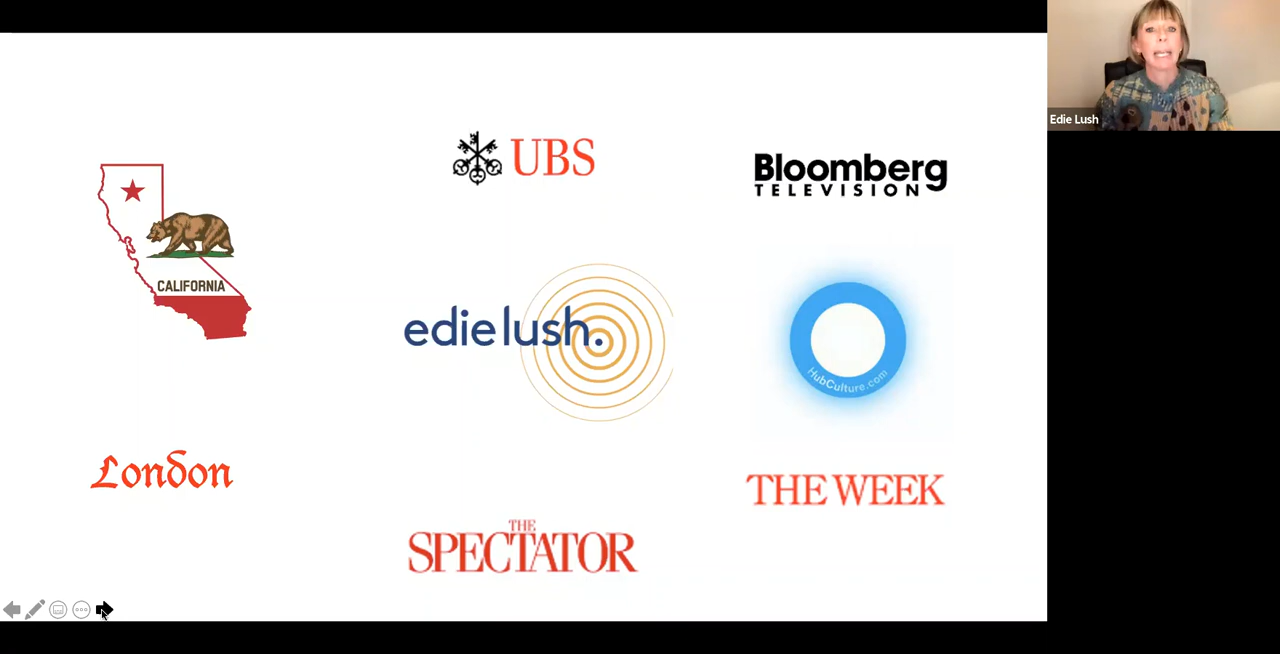 UBS
Bloomberg
TELEVISION
CALIFORNIA
edie lush.
HubCulture.com
London
THE WEEK
THE
SPECTATOR
Edie Lush